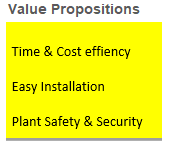 Value Propositions
Time & Cost effiency
Easy Installation
Plant Safety & Security